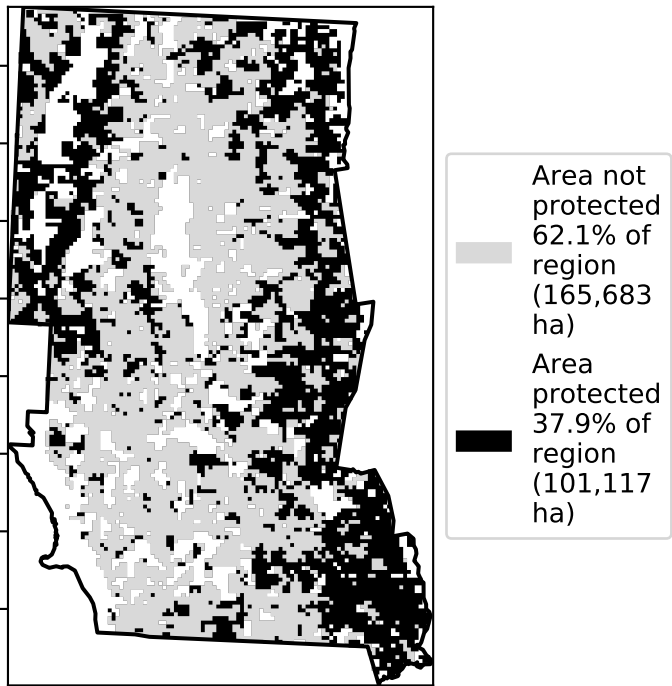 Area not
protected
62.1% of
region
(165,683
ha)
Area
protected
37.9% of
region
(101,117
ha)